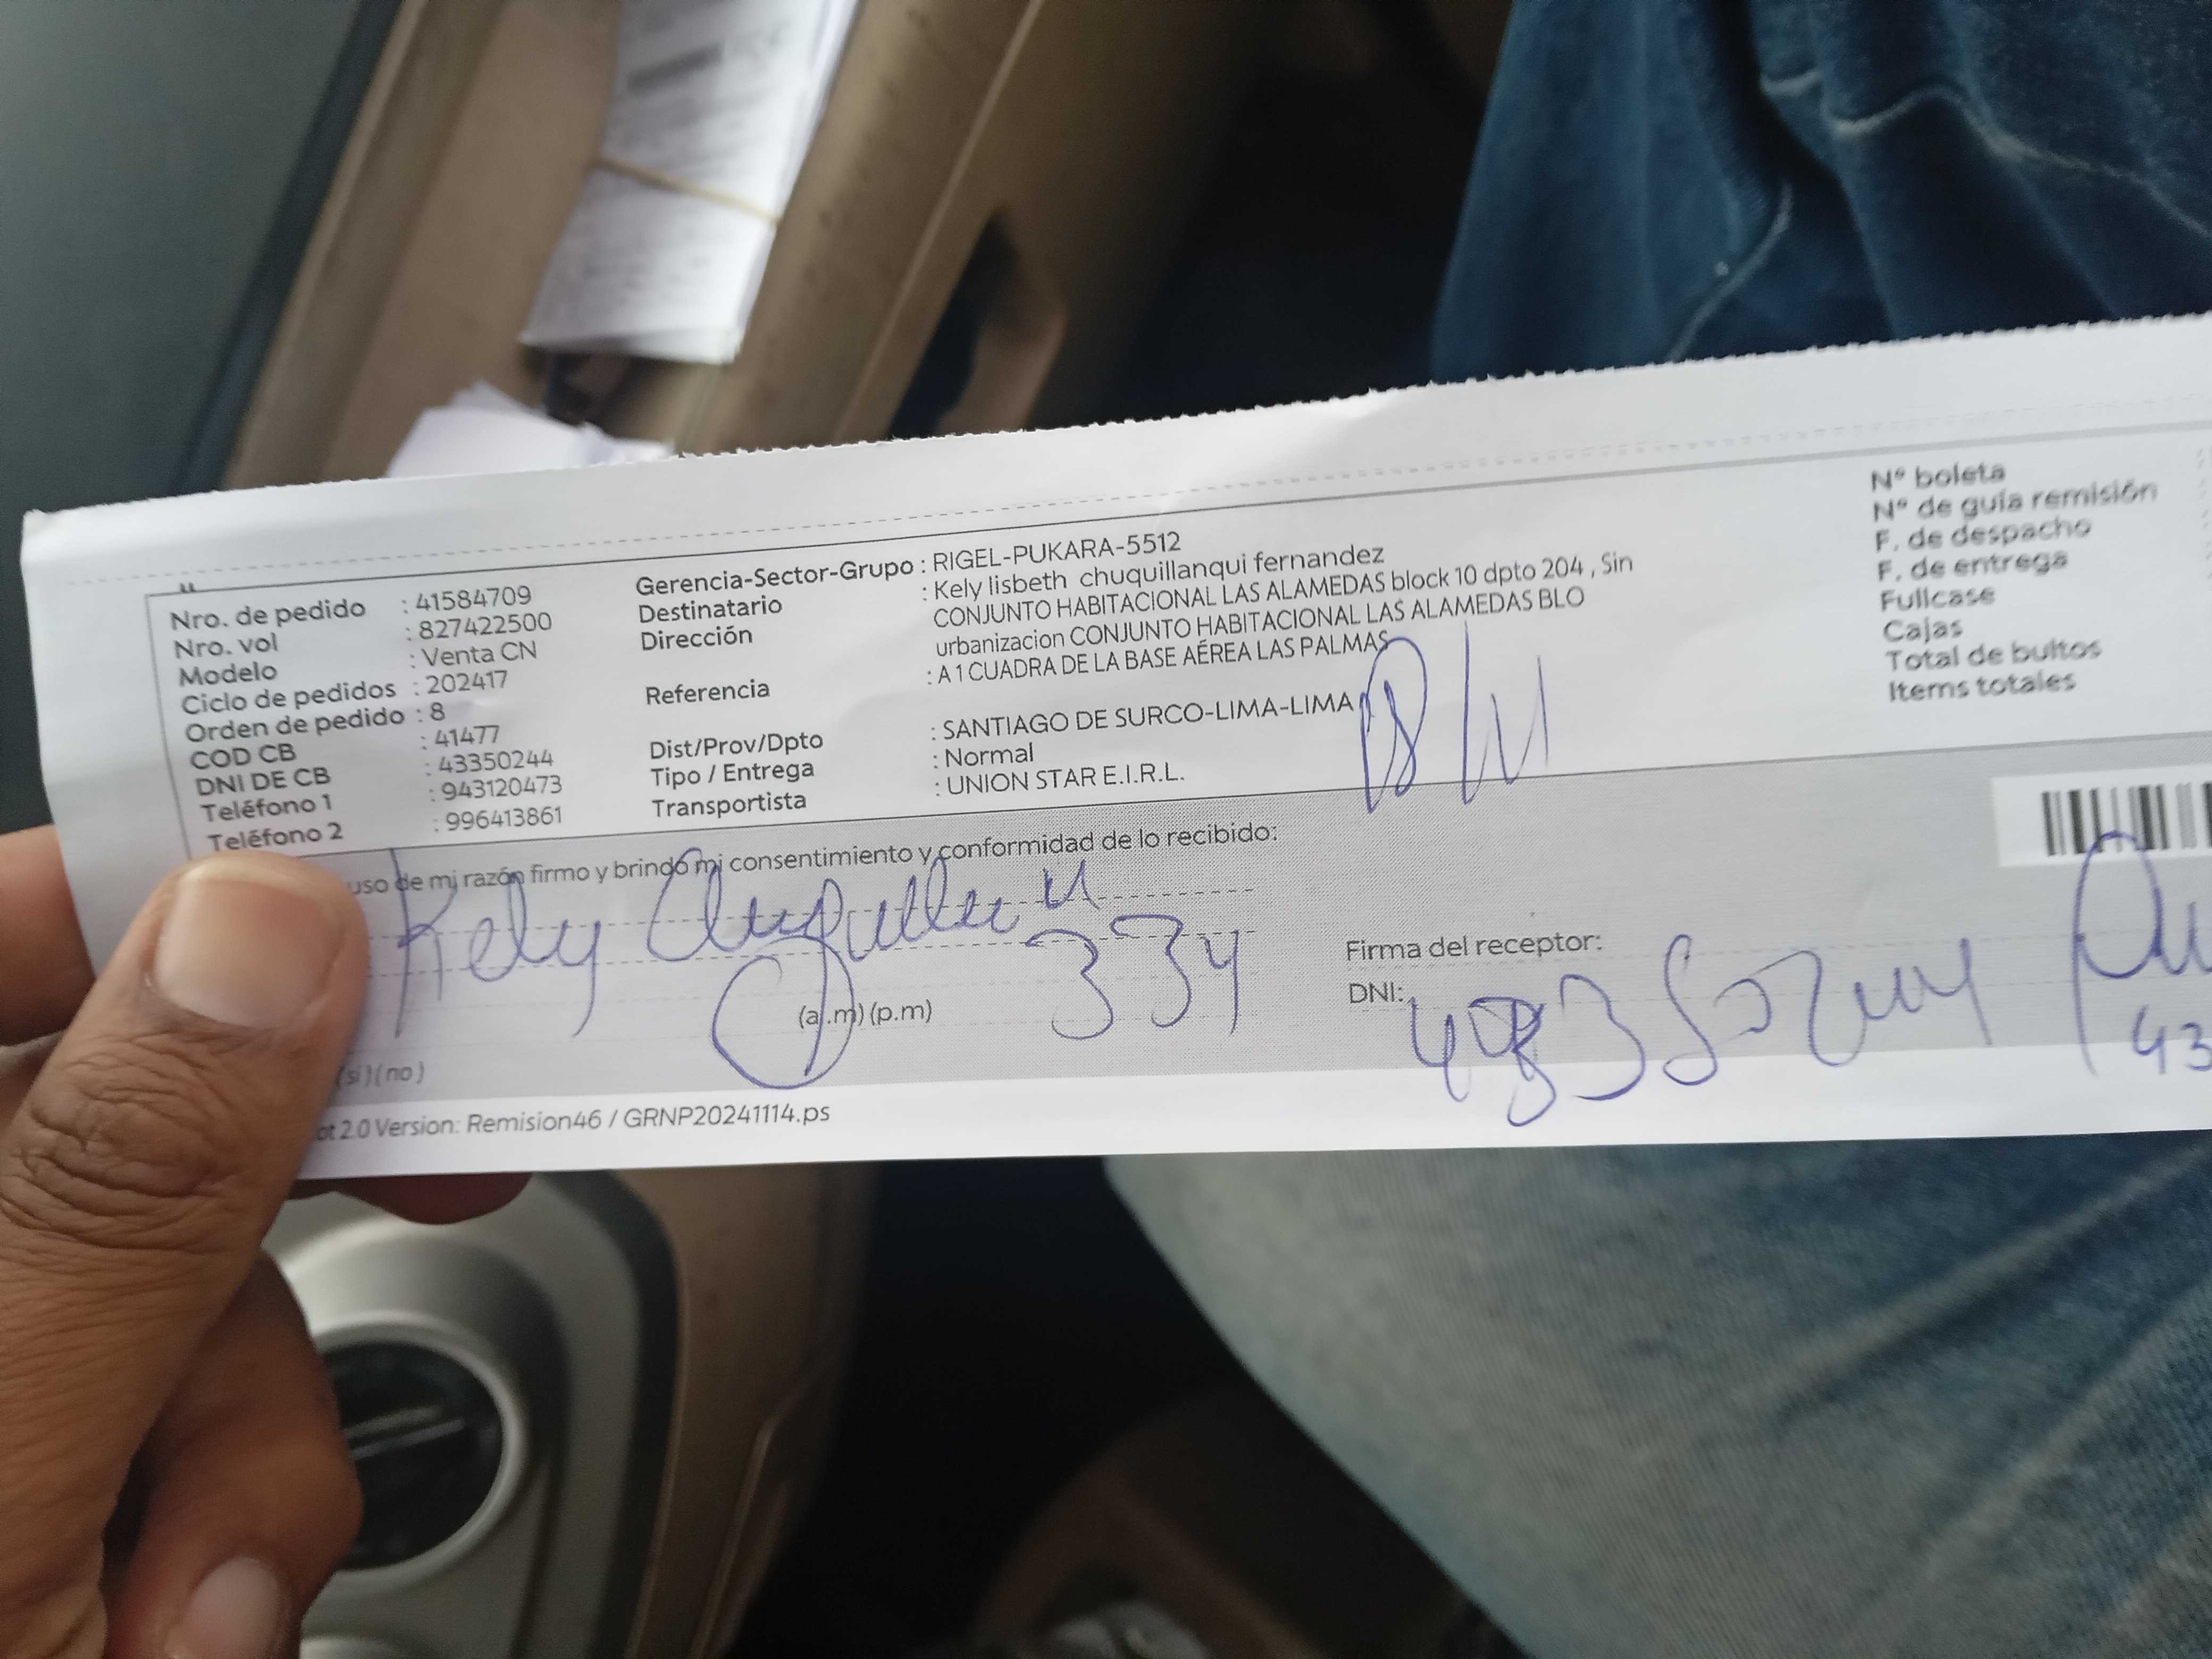 Nro. de pedido : 41584709
Nro. vol : 827422500
Modelo : Venta CN
Ciclo de pedidos : 202417
Orden de pedido : 8
COD CB : 41477
DNI DE CB : 43350244
Teléfono 1 : 943120473
Teléfono 2 : 996413861
Gerencia-Sector-Grupo : RIGEL-PUKARA-5512
Destinatario : Kely lisbeth chuquillanqui fernandez
Dirección CONJUNTO HABITACIONAL LAS ALAMEDAS block 10 dpto 204 , Sin
urbanizacion CONJUNTO HABITACIONAL LAS ALAMEDAS BLO
Referencia : A 1 CUADRA DE LA BASE AÉREA LAS PALMAS
Dist/Prov/Dpto : SANTIAGO DE SURCO-LIMA-LIMA
Tipo / Entrega : Normal
Transportista : UNION STAR E.I.R.L.
N° boleta
N° de guía remisión
F. de despacho
F. de entrega
Fullcase
Cajas
Total de bultos
Items totales
uso de mi razón firmo y brindo mi consentimiento y conformidad de lo recibido:
Kely
334
(a.m) (p.m)
Firma del receptor:
DNI:
43
(si) (no)
2.0 Version: Remision46 / GRNP20241114.ps